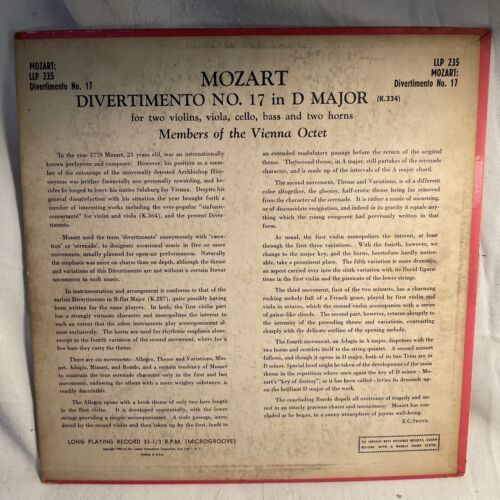 MOZART:
LLP 235
Divertimento No. 17
LLP 235
MOZART:
Divertimento No. 17
MOZART
DIVERTIMENTO NO. 17 in D MAJOR (K.334)
for two violins, viola, cello, bass and two horns
Members of the Vienna Octet
In the year 1779 Mozart, 23 years old, was an internationally
known performer and composer. However, his position as a mem-
ber of the entourage of the universally detested Archbishop Hier-
onymus was neither financially nor personally rewarding, and be-
sides he longed to leave his native Salzburg for Vienna. Despite his
general dissatisfaction with his situation the year brought forth a
number of interesting works including the ever-popular "sinfonie-
concertante" for violin and viola (K.364), and the present Diver-
timento.
Mozart used the term 'divertimento' synonymously with 'cassa-
tion' or 'serenade', to designate occasional music in five or more
movements, usually planned for open-air performances. Naturally
the emphasis was more on charm than on depth, although the theme
and variations of this Divertimento are not without a certain fervor
uncommon to such music.
In instrumentation and arrangement it conforms to that of the
earlier Divertimento in B-flat Major (K.287), quite possibly having
been written for the same players. In both, the first violin part
has a strongly virtuoso character and monopolizes the interest to
such an extent that the other instruments play accompaniment al-
most exclusively. The horns are used for rhythmic emphasis alone,
except in the fourth variation of the second movement, where for a
few bars they carry the theme.
There are six movements: Allegro, Theme and Variations, Min-
uet, Adagio, Minuet, and Rondo, and a certain tendency of Mozart
to maintain the true serenade character only in the first and last
movements, endowing the others with a more weighty substance, is
readily discernible.
The Allegro opens with a brisk theme of only two bars length
in the first violin. It is developed sequentially, with the lower
strings providing a simple accompaniment. A viola passage, intro-
duced by the second violin and then taken over by the first, leads to
an extended modulatory passage before the return of the original
theme. The second theme, in A major, still partakes of the serenade
character, and is made up of the intervals of the A major chord.
The second movement, Theme and Variations, is of a different
color altogether, the gloomy, half-erotic theme being far removed
from the character of the serenade. It is rather a mode of mourning,
or of discussional resignation, and indeed in its gravity it equals any-
thing which the young composer had previously written in that
form.
As usual, the first violin monopolizes the interest, at least
through the first three variations. With the fourth, however, we
change to the major key, and the horns, heretofore hardly notice-
able, take a prominent place. The fifth variation is more dramatic,
an aspect carried over into the sixth variation with its florid figura-
tions in the first violin and the pizzicato of the lower strings.
The third movement, first of the two minuets, has a charming
rocking melody full of a French grace, played by first violin and
viola in octaves, which the second violin accompanies with a series
of guitar-like chords. The second part, however, returns abruptly to
the intensity of the preceding theme and variations, contrasting
sharply with the delicate outline of the opening melody.
The fourth movement, an Adagio in A major, dispenses with the
two horns and restricts itself to the string quintet. A second minuet
follows, and though it opens in D major, both of its two Trios are in
D minor. Special heed might be taken of the development of the main
theme in the repetition where once again the key of D minor - Mo-
zart's "key of destiny", as it has been called - levies its demands up-
on the brilliant D major of the work.
The concluding Rondo dispels all overtones of tragedy and un-
rest in an utterly gracious charm and insouciance. Mozart has con-
cluded as he began, in a sunny atmosphere of joyous well-being.
E.C. Stone.
LONG PLAYING RECORD 33-1/3 R.P.M. (MICROGROOVE)
TO OBTAIN BEST POSSIBLE RESULTS, CLEAN
RECORD WITH A BARELY DAMP CLOTH.